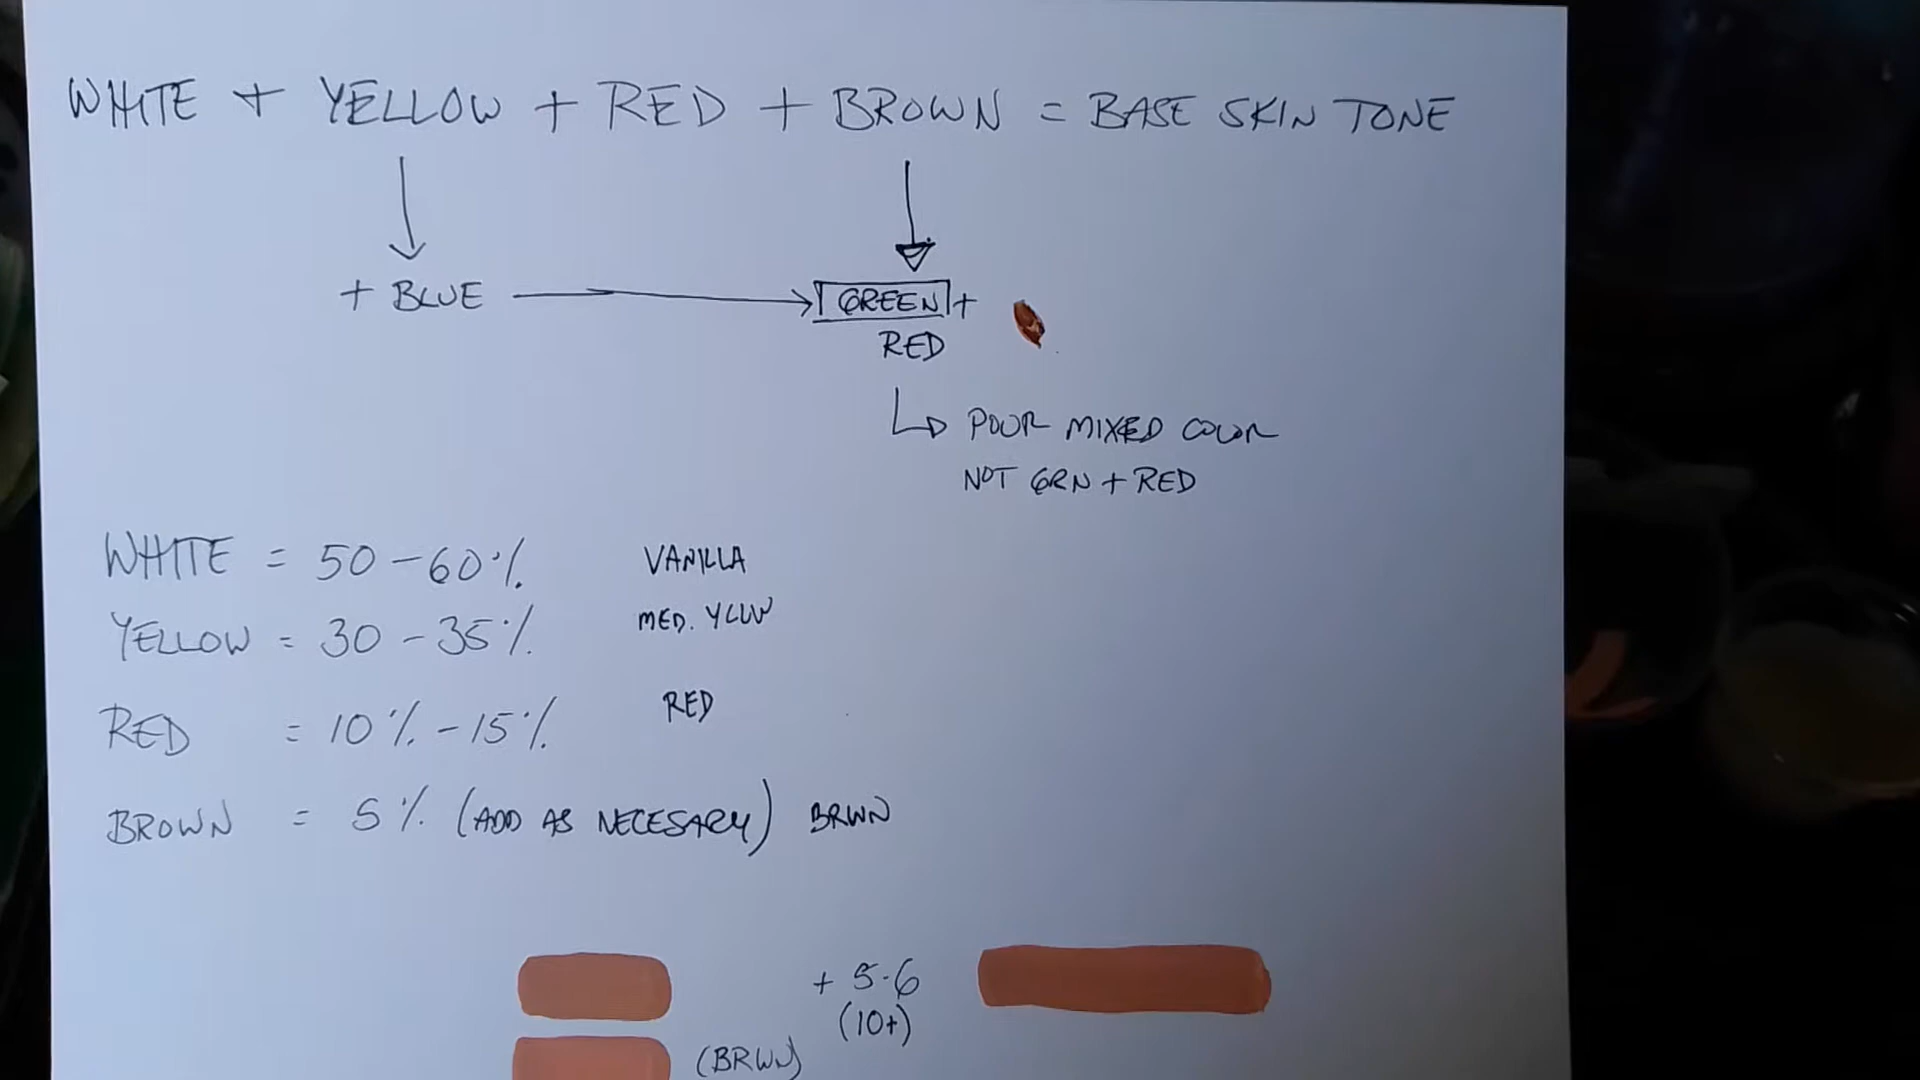 WHITE + YELLOW + RED + BROWN = BASE SKIN TONE
+ BLUE → GREEN +
RED
POUR MIXED COLOR
NOT GRN + RED
WHITE = 50-60% VANILLA
YELLOW = 30-35% MED. YLLW
RED = 10%-15% RED
BROWN = 5% (ADD AS NECESARY) BRWN
+ 5-6
(10+)
(BRWN)